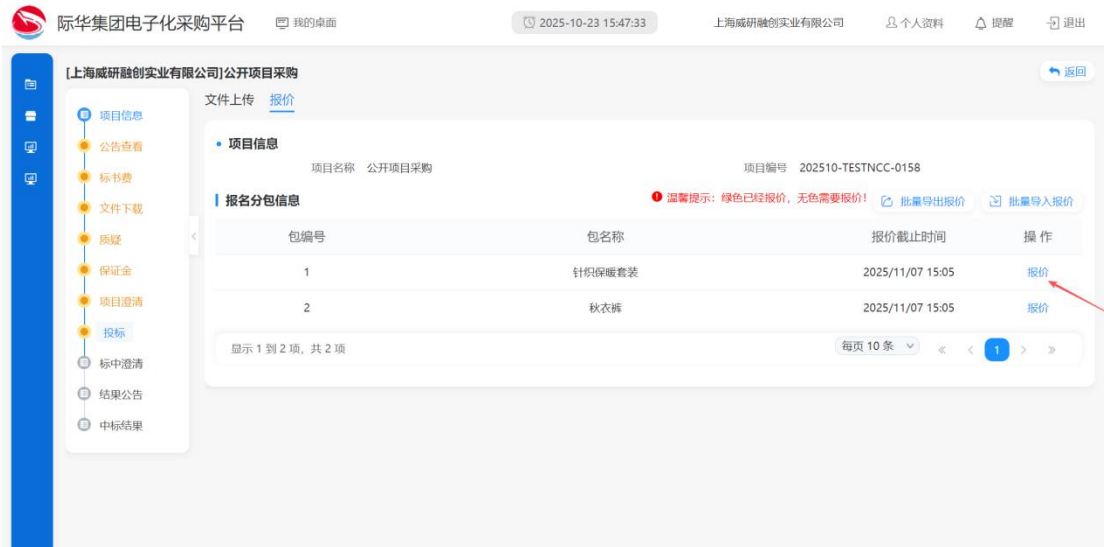 际华集团电子化采购平台 我的桌面 2025-10-23 15:47:33 上海威研融创实业有限公司 个人资料 提醒 退出
[上海威研融创实业有限公司]公开项目采购 返回
文件上传 报价
项目信息
公告查看
标书费
文件下载
质疑
保证金
项目澄清
投标
标中澄清
结果公告
中标结果
项目信息
项目名称 公开项目采购 项目编号 202510-TESTNCC-0158
报名分包信息 温馨提示：绿色已经报价，无色需要报价! 批量导出报价 批量导入报价
包编号 包名称 报价截止时间 操作
1 针织保暖套装 2025/11/07 15:05 报价
2 秋衣裤 2025/11/07 15:05 报价
显示 1 到 2 项，共 2 项 每页 10 条 « < 1 > »